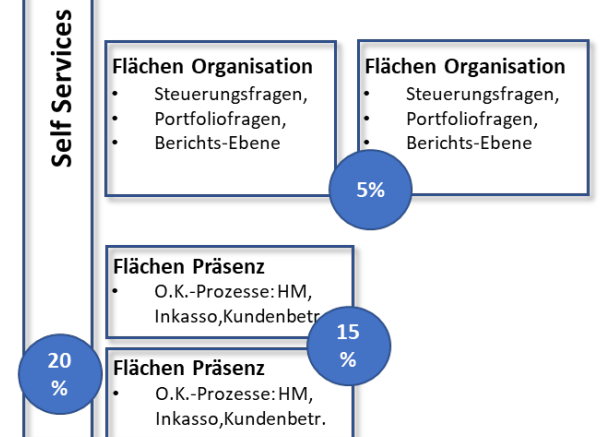 Self Services
Flächen Organisation
• Steuerungsfragen,
• Portfoliofragen,
• Berichts-Ebene
Flächen Organisation
• Steuerungsfragen,
• Portfoliofragen,
• Berichts-Ebene
5%
Flächen Präsenz
• O.K.-Prozesse: HM,
Inkasso,Kundenbetr
15
%
20
%
Flächen Präsenz
• O.K.-Prozesse: HM,
Inkasso,Kundenbetr.